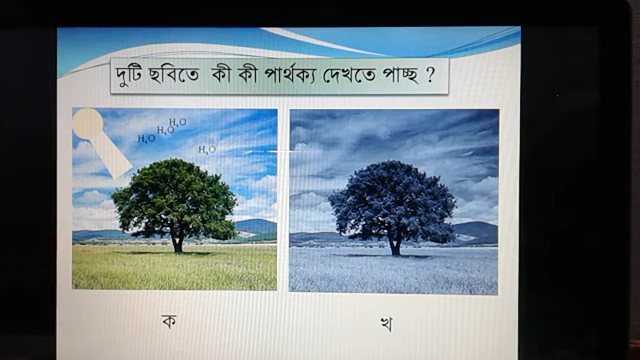 দুটি ছবিতে কী কী পার্থক্য দেখতে পাচ্ছ ?
H₂O
H₂O
H₂O
H₂O
ক
খ